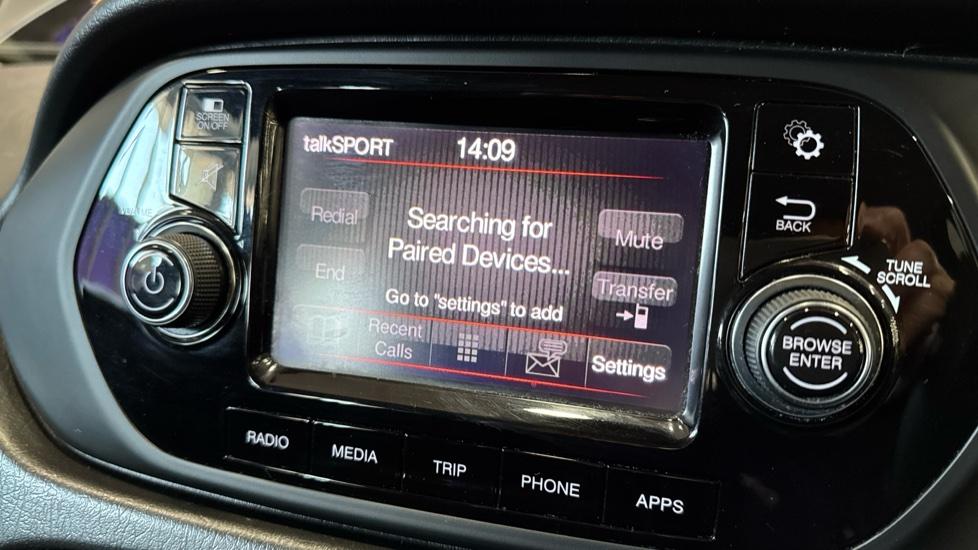 SCREEN
ON/OFF
talkSPORT 14:09
Redial
Searching for
Paired Devices...
Mute
End
Transfer
Go to "settings" to add
Recent
Calls
Settings
BACK
TUNE
SCROLL
BROWSE
ENTER
RADIO
MEDIA
TRIP
PHONE
APPS